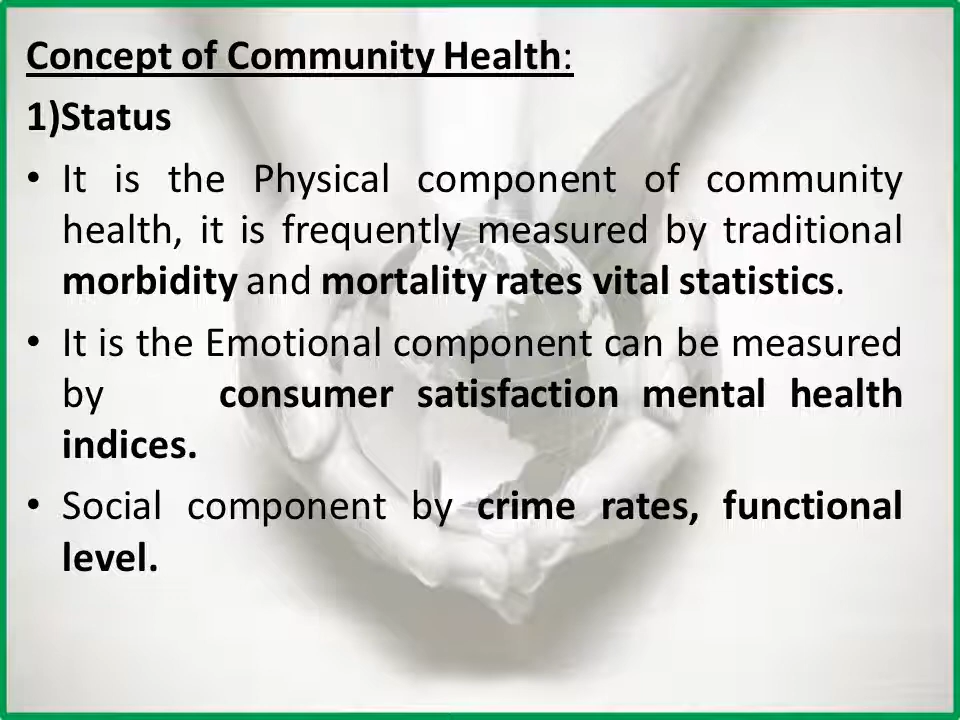 Concept of Community Health:
1)Status
• It is the Physical component of community
health, it is frequently measured by traditional
morbidity and mortality rates vital statistics.
• It is the Emotional component can be measured
by consumer satisfaction mental health
indices.
• Social component by crime rates, functional
level.